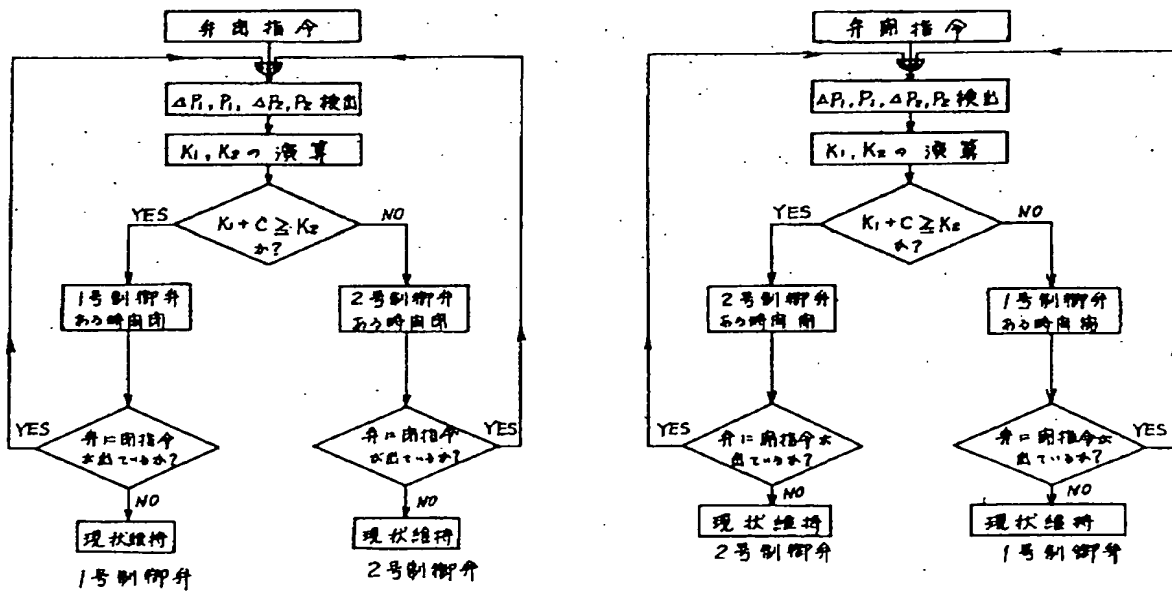 弁閉指令
ΔP₁, P₁, ΔP₂, P₂ 検出
K₁, K₂の演算
K₁ + C ≧ K₂
か?
YES
NO
1号制御弁
ある時間閉
2号制御弁
ある時間閉
YES
弁に閉指令
が出ているか?
弁に閉指令
が出ているか?
YES
NO
NO
現状維持
現状維持
1号制御弁
2号制御弁
弁開指令
ΔP₁, P₁, ΔP₂, P₂ 検出
K₁, K₂の演算
K₁ + C ≧ K₂
か?
YES
NO
2号制御弁
ある時間開
1号制御弁
ある時間開
YES
弁に開指令が
出ているか?
弁に開指令が
出ているか?
YES
NO
NO
現状維持
現状維持
2号制御弁
1号制御弁